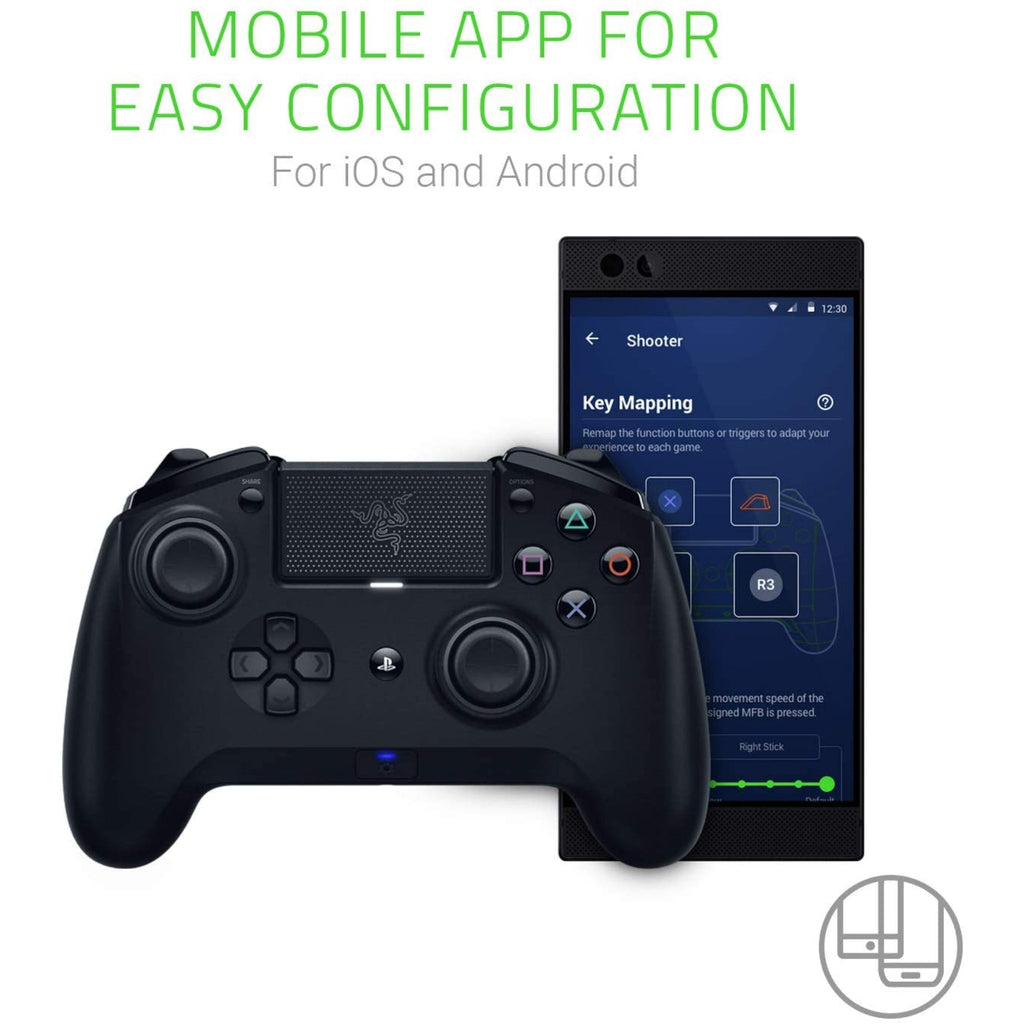 MOBILE APP FOR
EASY CONFIGURATION
For iOS and Android
12:30
Shooter
Key Mapping
Remap the function buttons or triggers to adapt your
experience to each game.
SHARE
OPTIONS
R3
movement speed of the
MFB is pressed.
Right Stick
Default